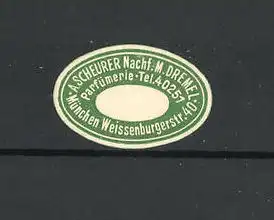 A. SCHEURER Nachf. M. DREMEL
Parfümerie · Tel. 40257
München Weissenburgerstr. 40